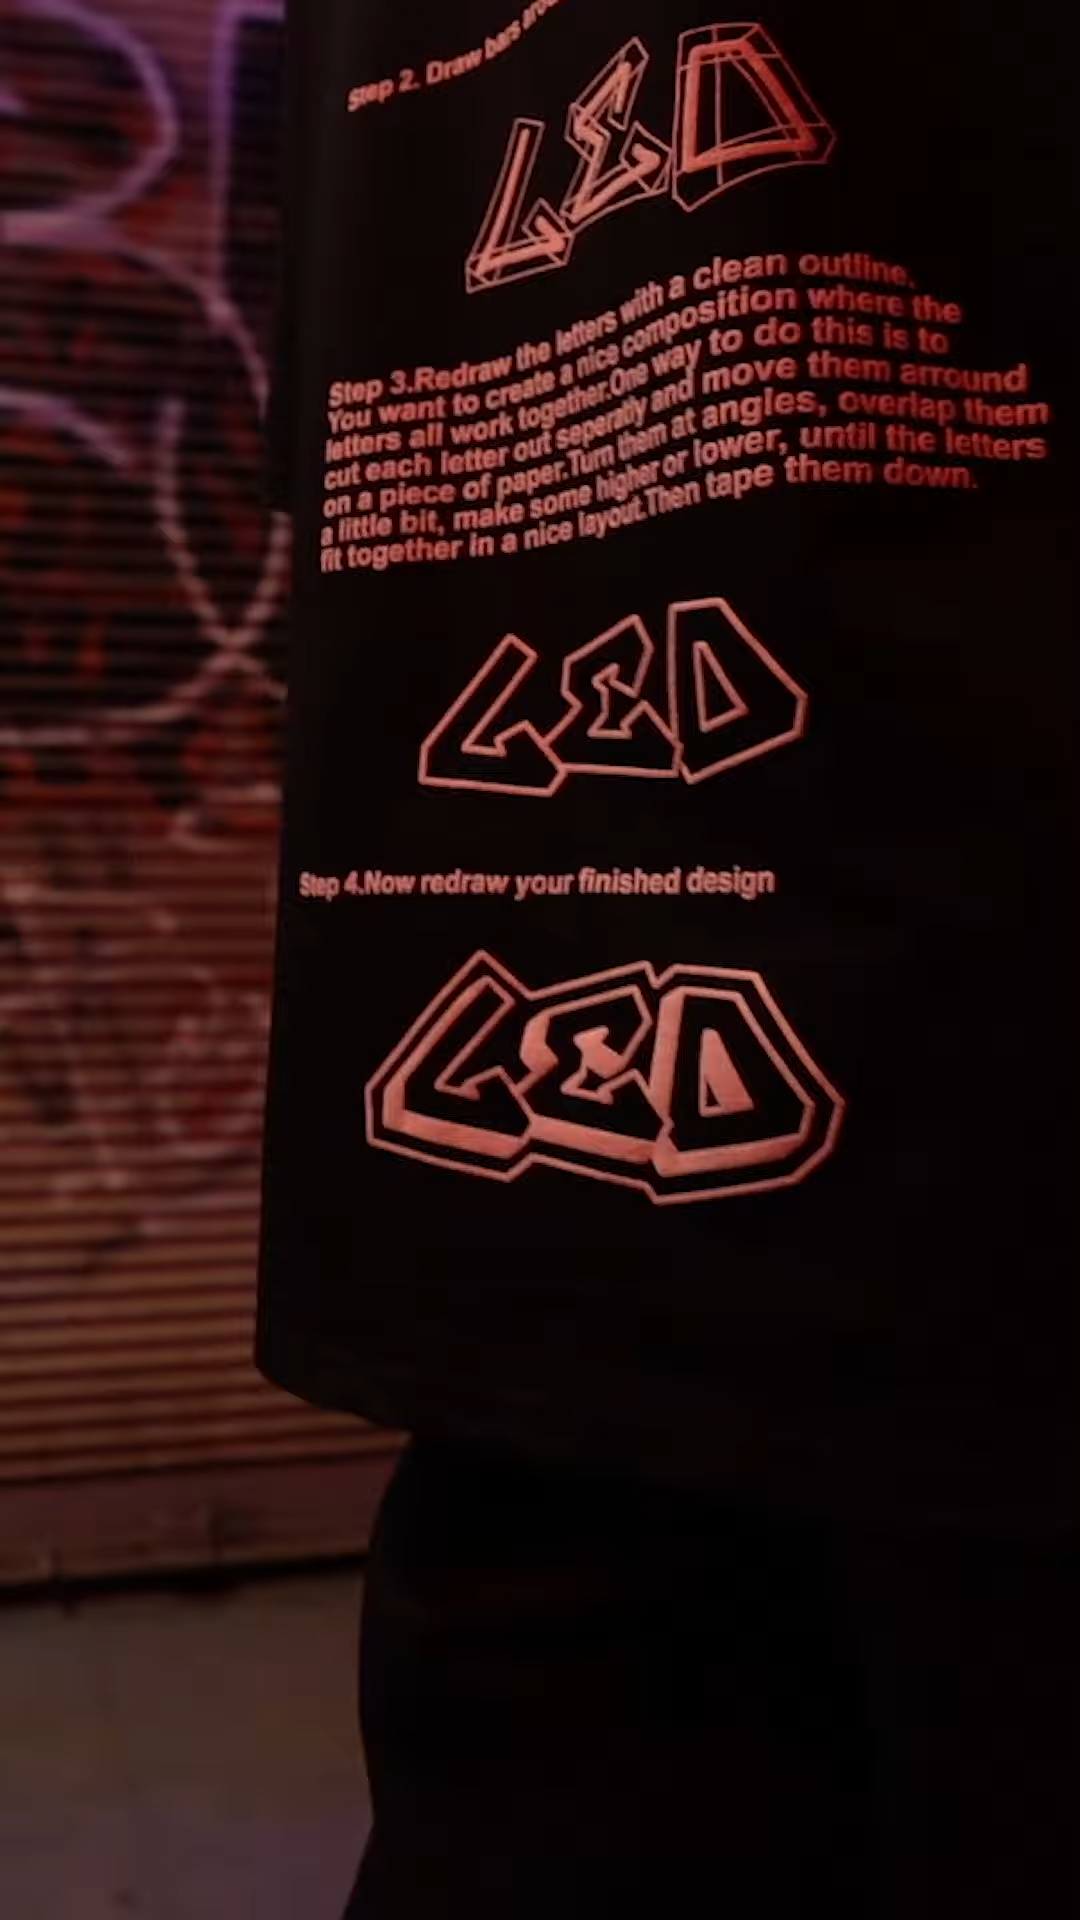 Step 2. Draw bars
LED
Step 3.Redraw the letters with a clean outline.
You want to create a nice composition where the
letters all work together.One way to do this is to
cut each letter out seperatly and move them arround
on a piece of paper.Turn them at angles, overlap them
a little bit, make some higher or lower, until the letters
fit together in a nice layout.Then tape them down.
LED
Step 4.Now redraw your finished design
LED